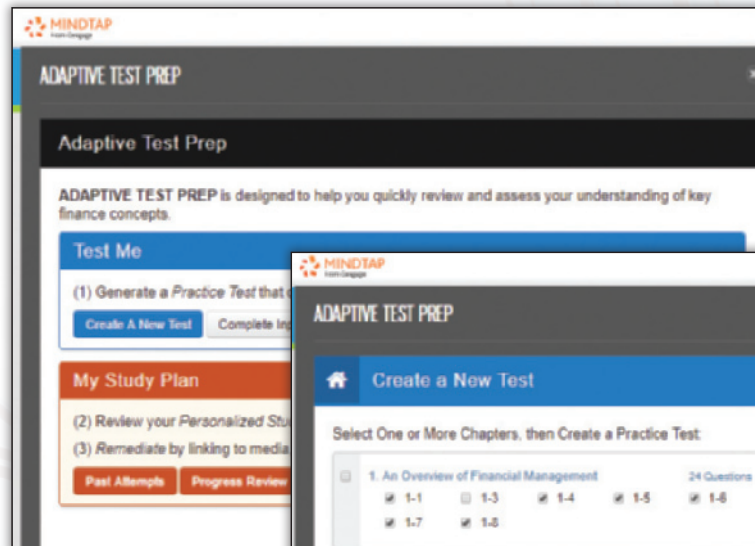 MINDTAP
From Cengage
ADAPTIVE TEST PREP
Adaptive Test Prep
ADAPTIVE TEST PREP is designed to help you quickly review and assess your understanding of key
finance concepts.
Test Me
(1) Generate a Practice Test that
Create A New Test Complete
My Study Plan
(2) Review your Personalized
(3) Remediate by linking to media
Past Attempts Progress Review
MINDTAP
From Cengage
ADAPTIVE TEST PREP
Create a New Test
Select One or More Chapters, then Create a Practice Test:
1. An Overview of Financial Management 24 Questions
1-1 1-3 1-4 1-5 1-6
1-7 1-8